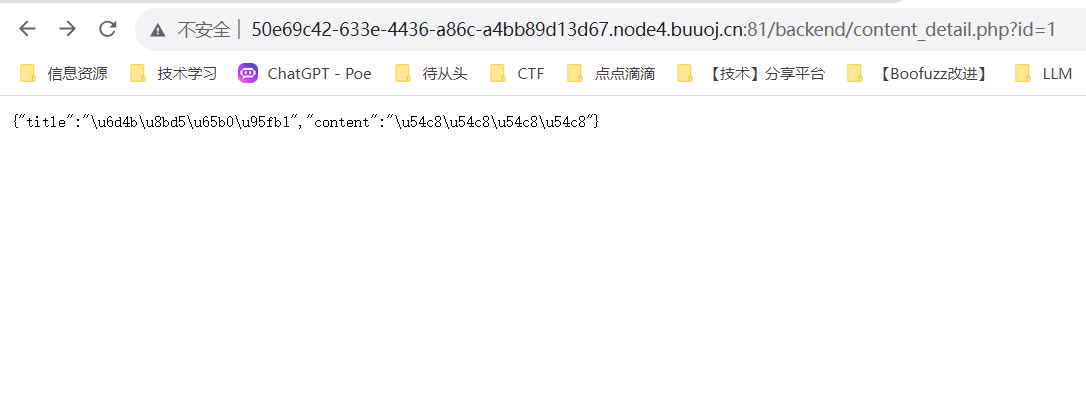 不安全 | 50e69c42-633e-4436-a86c-a4bb89d13d67.node4.buuoj.cn:81/backend/content_detail.php?id=1
信息资源 技术学习 ChatGPT - Poe 待从头 CTF 点点滴滴 【技术】分享平台 【Boofuzz改进】 LLM
{"title":"\u6d4b\u8bd5\u65b0\u95fb1","content":"\u54c8\u54c8\u54c8\u54c8"}